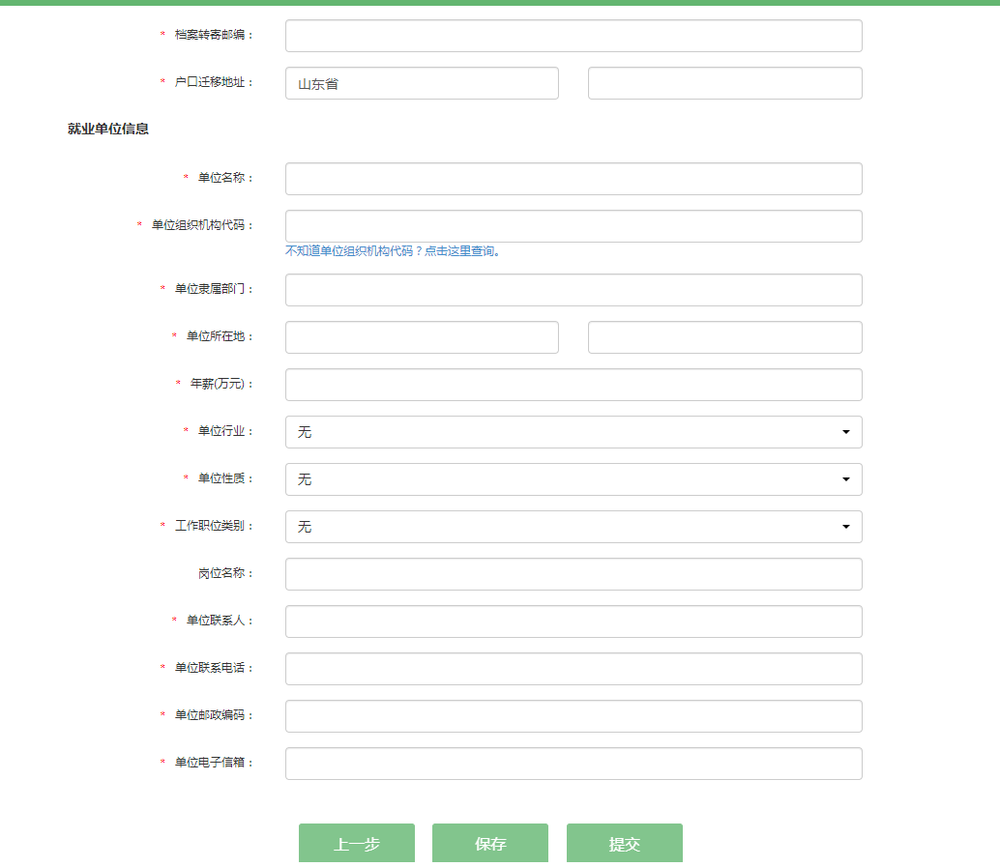 * 档案转寄邮编：
* 户口迁移地址： 山东省
就业单位信息
* 单位名称：
* 单位组织机构代码：
不知道单位组织机构代码？点击这里查询。
* 单位隶属部门：
* 单位所在地：
* 年薪(万元)：
* 单位行业： 无
* 单位性质： 无
* 工作职位类别： 无
岗位名称：
* 单位联系人：
* 单位联系电话：
* 单位邮政编码：
* 单位电子信箱：
上一步 保存 提交